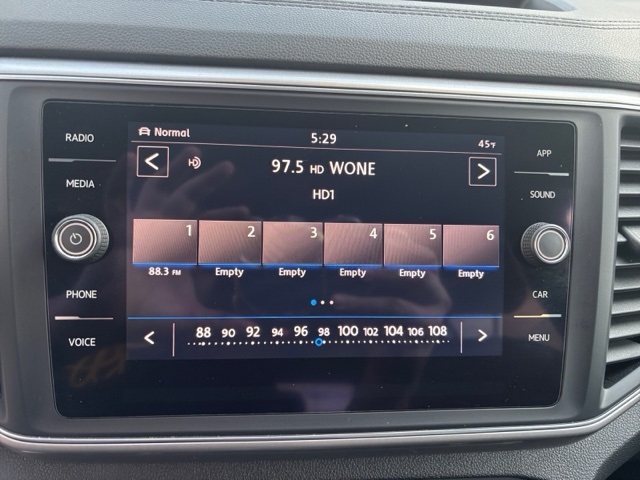 RADIO
MEDIA
PHONE
VOICE
Normal
5:29
45°F
97.5 HD WONE
HD1
1 2 3 4 5 6
88.3 FM Empty Empty Empty Empty Empty
88 90 92 94 96 98 100 102 104 106 108
APP
SOUND
CAR
MENU